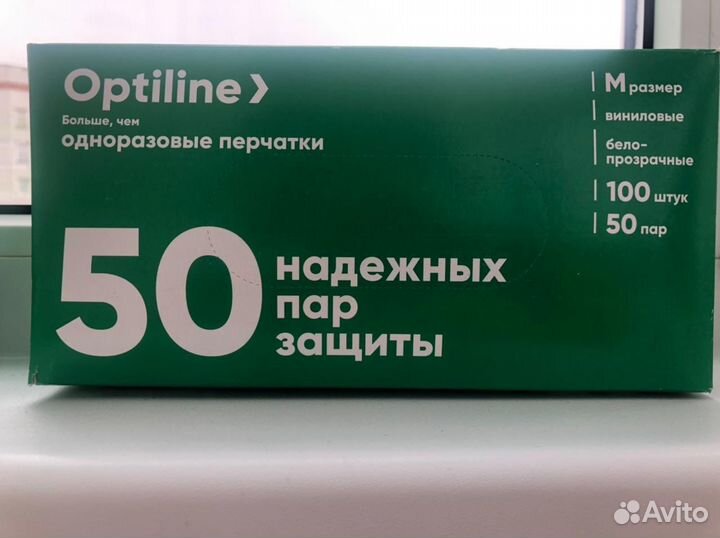 Optiline
Больше, чем
одноразовые перчатки
50
надежных
пар
защиты
М размер
виниловые
бело-
прозрачные
100 штук
50 пар
Avito